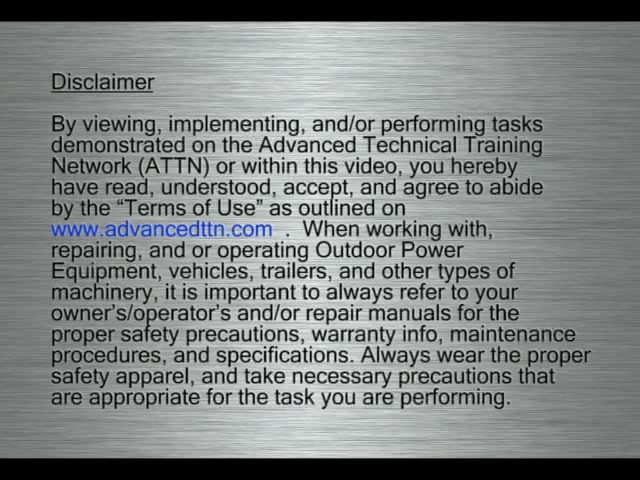 Disclaimer
By viewing, implementing, and/or performing tasks
demonstrated on the Advanced Technical Training
Network (ATTN) or within this video, you hereby
have read, understood, accept, and agree to abide
by the “Terms of Use” as outlined on
www.advancedttn.com . When working with,
repairing, and or operating Outdoor Power
Equipment, vehicles, trailers, and other types of
machinery, it is important to always refer to your
owner’s/operator’s and/or repair manuals for the
proper safety precautions, warranty info, maintenance
procedures, and specifications. Always wear the proper
safety apparel, and take necessary precautions that
are appropriate for the task you are performing.